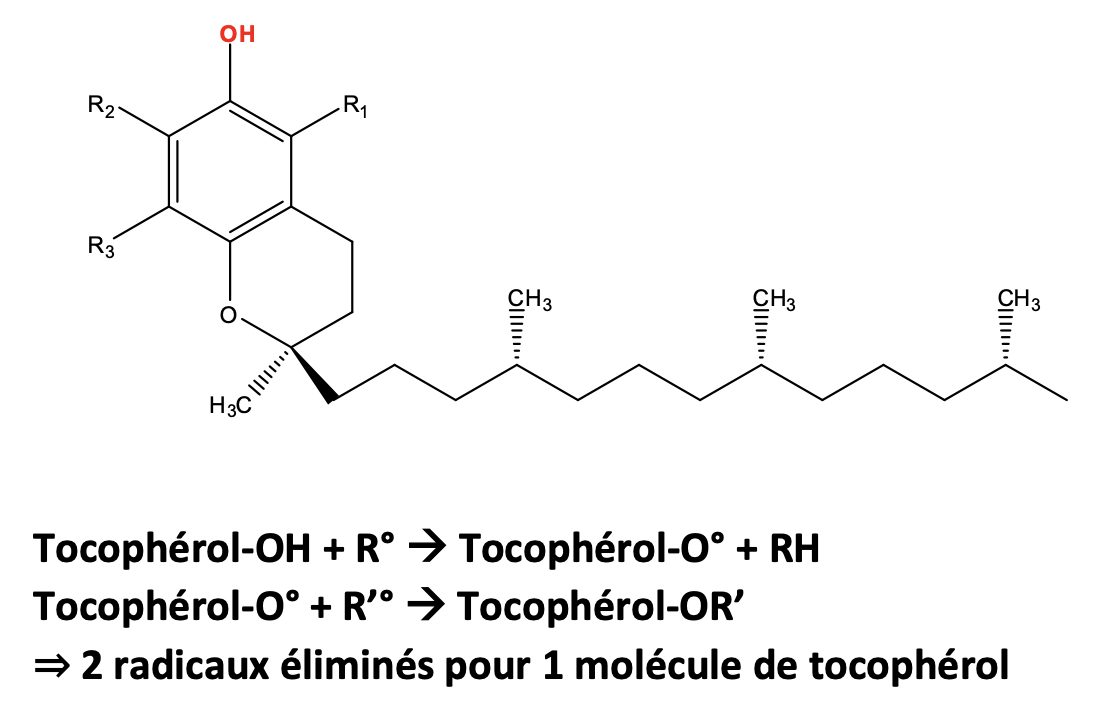 OH
R₂
R₁
R₃
O
CH₃
CH₃
CH₃
H₃C
Tocophérol-OH + R° → Tocophérol-O° + RH
Tocophérol-O° + R’° → Tocophérol-OR’
⇒ 2 radicaux éliminés pour 1 molécule de tocophérol